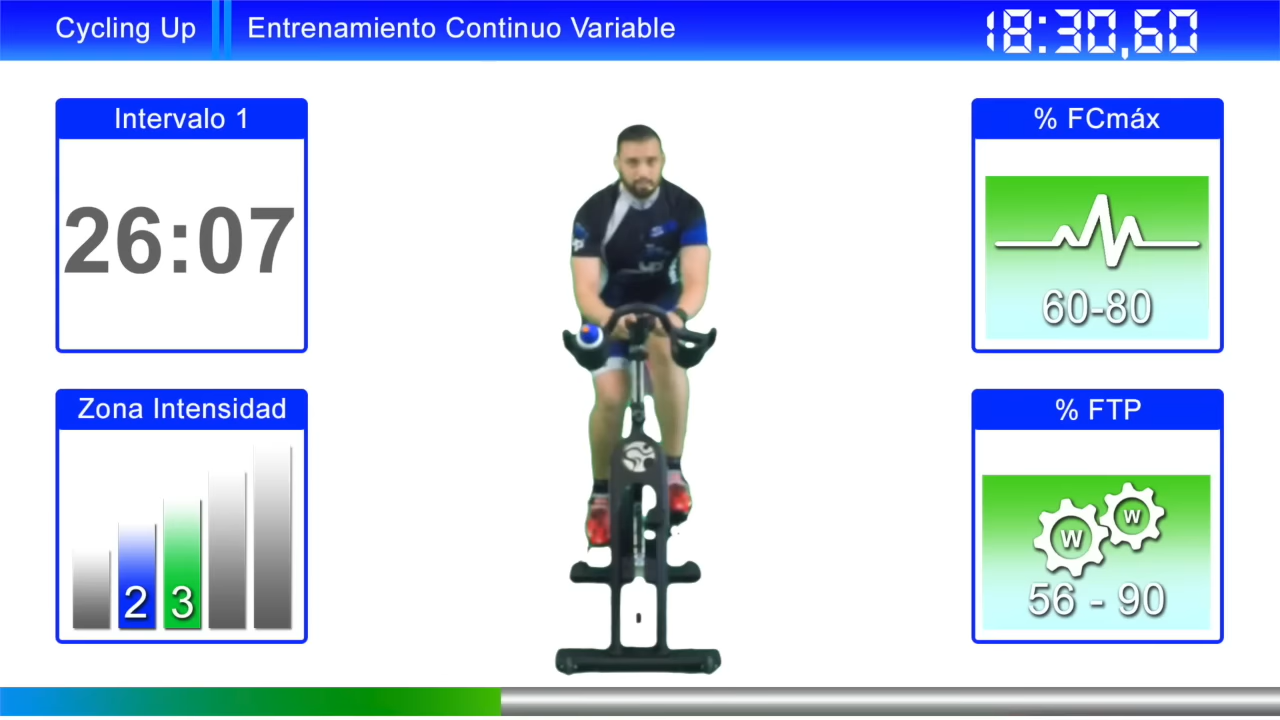 Cycling Up
Entrenamiento Continuo Variable
18:30,60
Intervalo 1
26:07
% FCmáx
60-80
Zona Intensidad
2 3
% FTP
W W
56 - 90